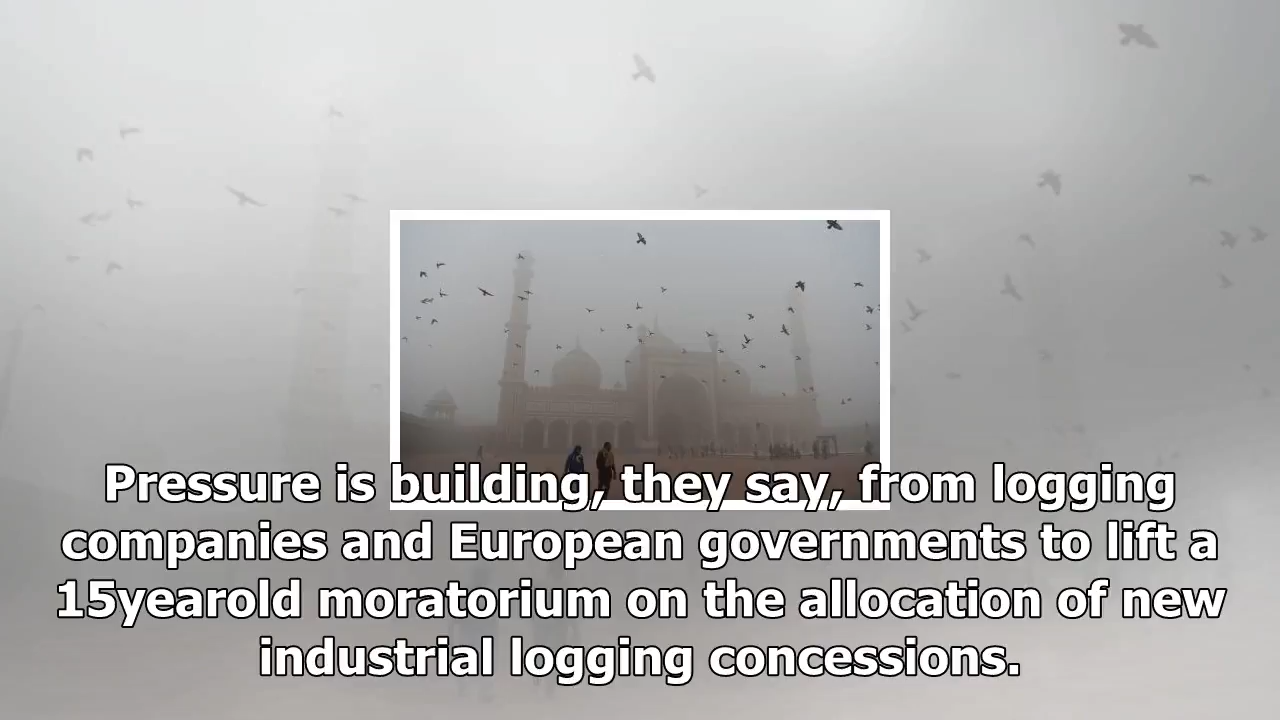 Pressure is building, they say, from logging
companies and European governments to lift a
15yearold moratorium on the allocation of new
industrial logging concessions.